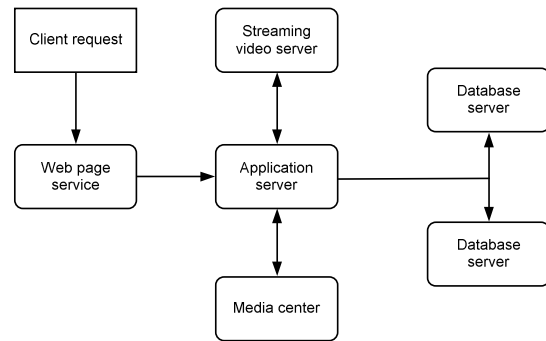 Client request
Streaming
video server
Database
server
Web page
service
Application
server
Database
server
Media center